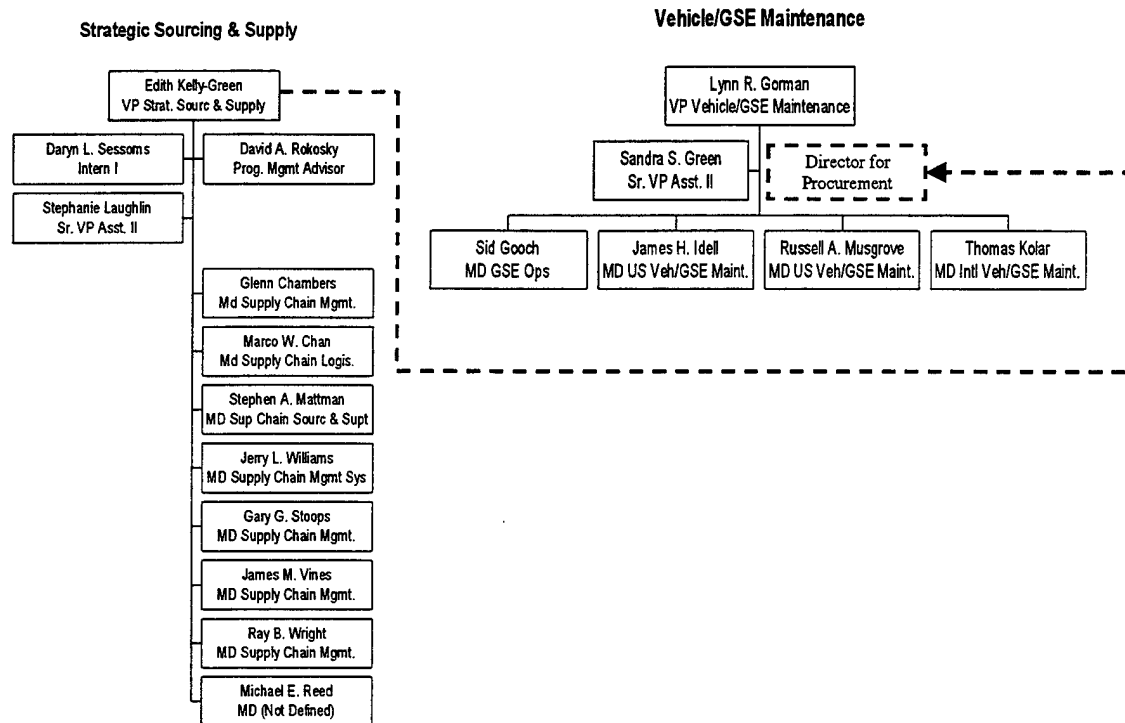 Strategic Sourcing & Supply
Edith Kelly-Green
VP Strat. Sourc & Supply
Daryn L. Sessoms
Intern I
David A. Rokosky
Prog. Mgmt Advisor
Stephanie Laughlin
Sr. VP Asst. II
Glenn Chambers
Md Supply Chain Mgmt.
Marco W. Chan
Md Supply Chain Logis.
Stephen A. Mattman
MD Sup Chain Sourc & Supt
Jerry L. Williams
MD Supply Chain Mgmt Sys
Gary G. Stoops
MD Supply Chain Mgmt.
James M. Vines
MD Supply Chain Mgmt.
Ray B. Wright
MD Supply Chain Mgmt.
Michael E. Reed
MD (Not Defined)
Vehicle/GSE Maintenance
Lynn R. Gorman
VP Vehicle/GSE Maintenance
Sandra S. Green
Sr. VP Asst. II
Director for
Procurement
Sid Gooch
MD GSE Ops
James H. Idell
MD US Veh/GSE Maint.
Russell A. Musgrove
MD US Veh/GSE Maint.
Thomas Kolar
MD Intl Veh/GSE Maint.